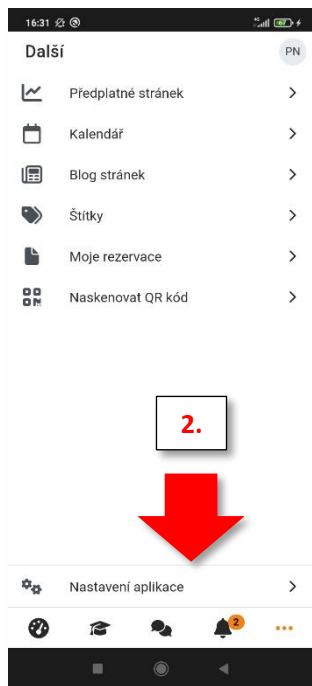 16:31
67
Další
PN
Předplatné stránek
Kalendář
Blog stránek
Štítky
Moje rezervace
Naskenovat QR kód
2.
Nastavení aplikace
2